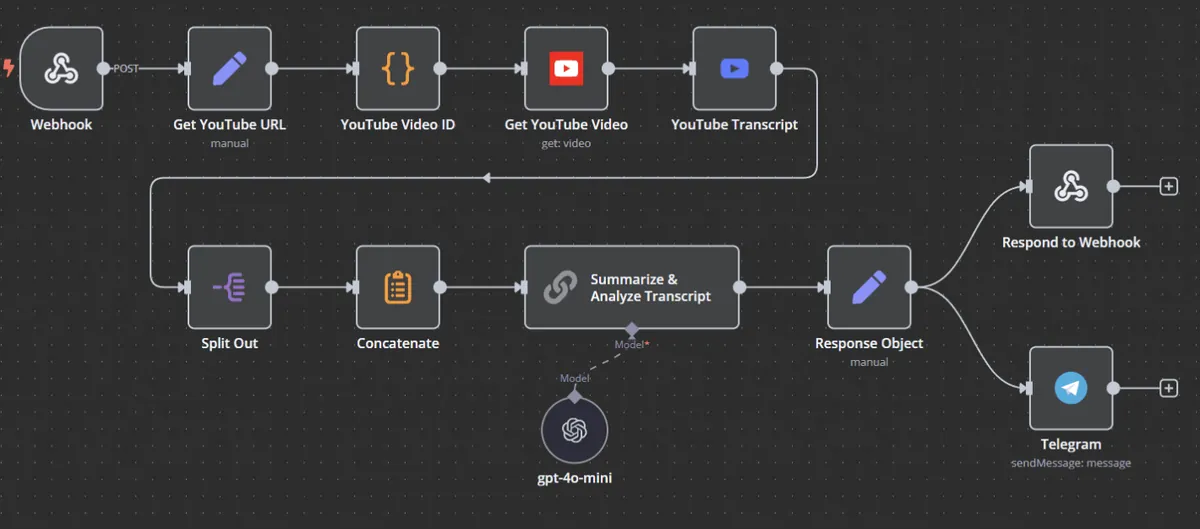 POST
Webhook
Get YouTube URL
manual
YouTube Video ID
Get YouTube Video
get: video
YouTube Transcript
Split Out
Concatenate
Summarize &
Analyze Transcript
Model*
Model
gpt-4o-mini
Response Object
manual
Respond to Webhook
Telegram
sendMessage: message